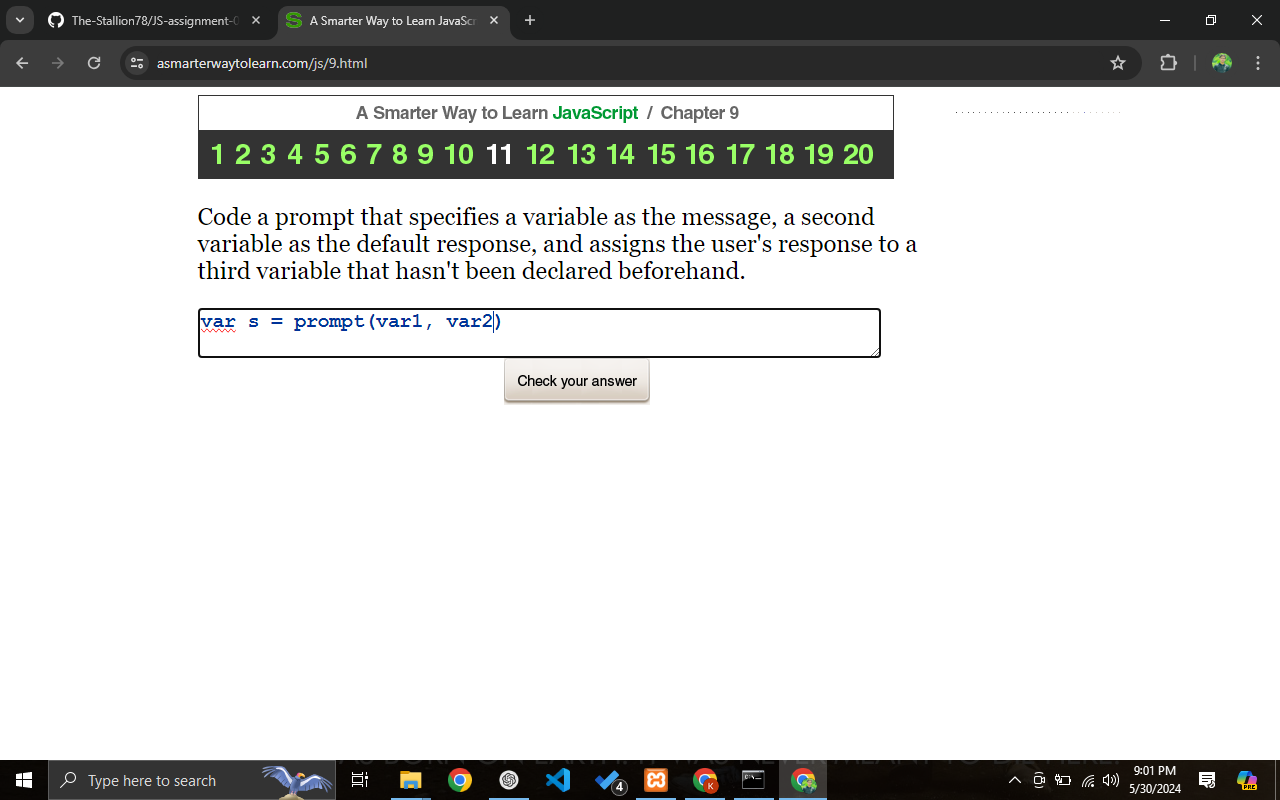 The-Stallion78/JS-assignment-0
A Smarter Way to Learn JavaSc
asmarterwaytolearn.com/js/9.html
A Smarter Way to Learn JavaScript / Chapter 9
1 2 3 4 5 6 7 8 9 10 11 12 13 14 15 16 17 18 19 20
Code a prompt that specifies a variable as the message, a second
variable as the default response, and assigns the user's response to a
third variable that hasn't been declared beforehand.
var s = prompt(var1, var2)
Check your answer
Type here to search
4
K
9:01 PM
5/30/2024
PRE